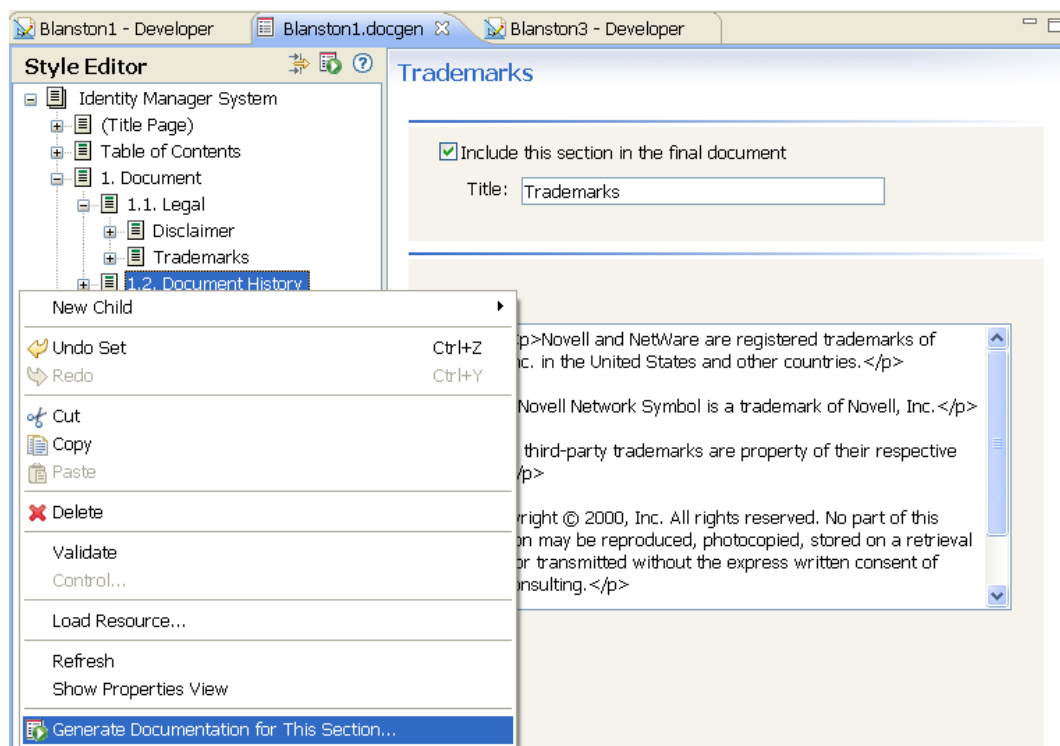 Blanston1 - Developer
Blanston1.docgen
Blanston3 - Developer
Style Editor
Identity Manager System
(Title Page)
Table of Contents
1. Document
1.1. Legal
Disclaimer
Trademarks
1.2. Document History
New Child
Undo Set Ctrl+Z
Redo Ctrl+Y
Cut
Copy
Paste
Delete
Validate
Control...
Load Resource...
Refresh
Show Properties View
Generate Documentation for This Section...
Trademarks
Include this section in the final document
Title: Trademarks
p>Novell and NetWare are registered trademarks of
nc. in the United States and other countries.</p>
Novell Network Symbol is a trademark of Novell, Inc.</p>
third-party trademarks are property of their respective
/p>
right © 2000, Inc. All rights reserved. No part of this
on may be reproduced, photocopied, stored on a retrieval
or transmitted without the express written consent of
onsulting.</p>